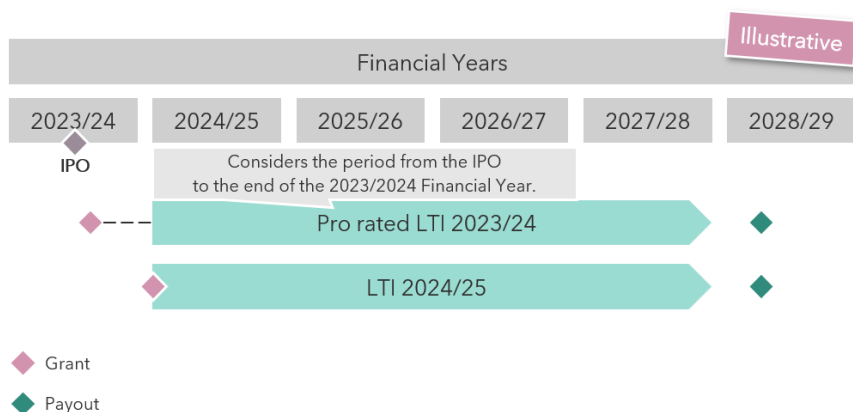 Illustrative
Financial Years
2023/24 2024/25 2025/26 2026/27 2027/28 2028/29
IPO
Considers the period from the IPO
to the end of the 2023/2024 Financial Year.
Pro rated LTI 2023/24
LTI 2024/25
Grant
Payout